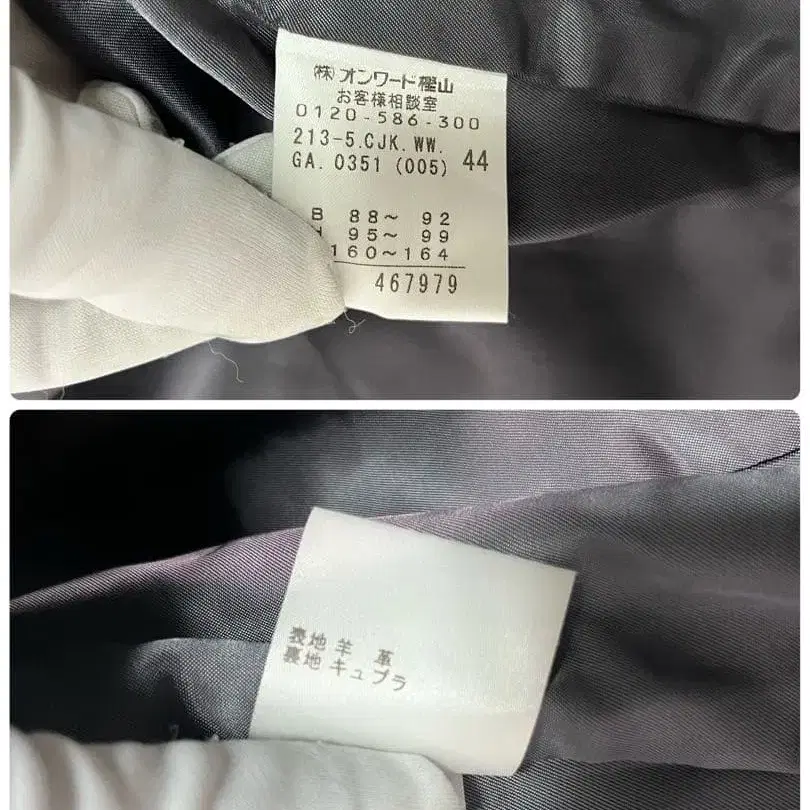 ㈱オンワード樫山
お客様相談室
0120-586-300
213-5.CJK.WW.
GA.0351 (005) 44
B 88〜 92
95〜 99
160〜164
467979
表地 羊 革
裏地 キュプラ